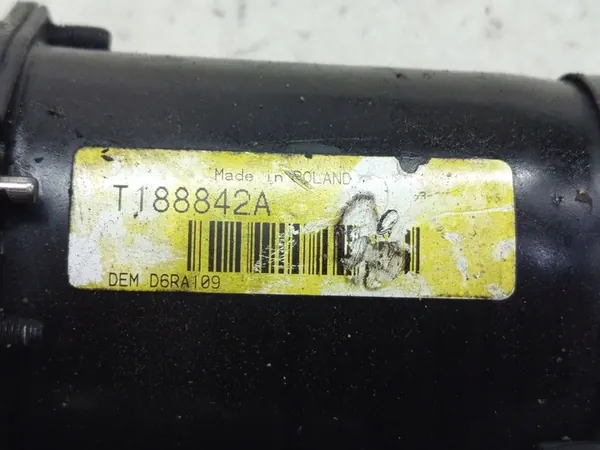 Made in POLAND
T188842A
DEM D6RA109